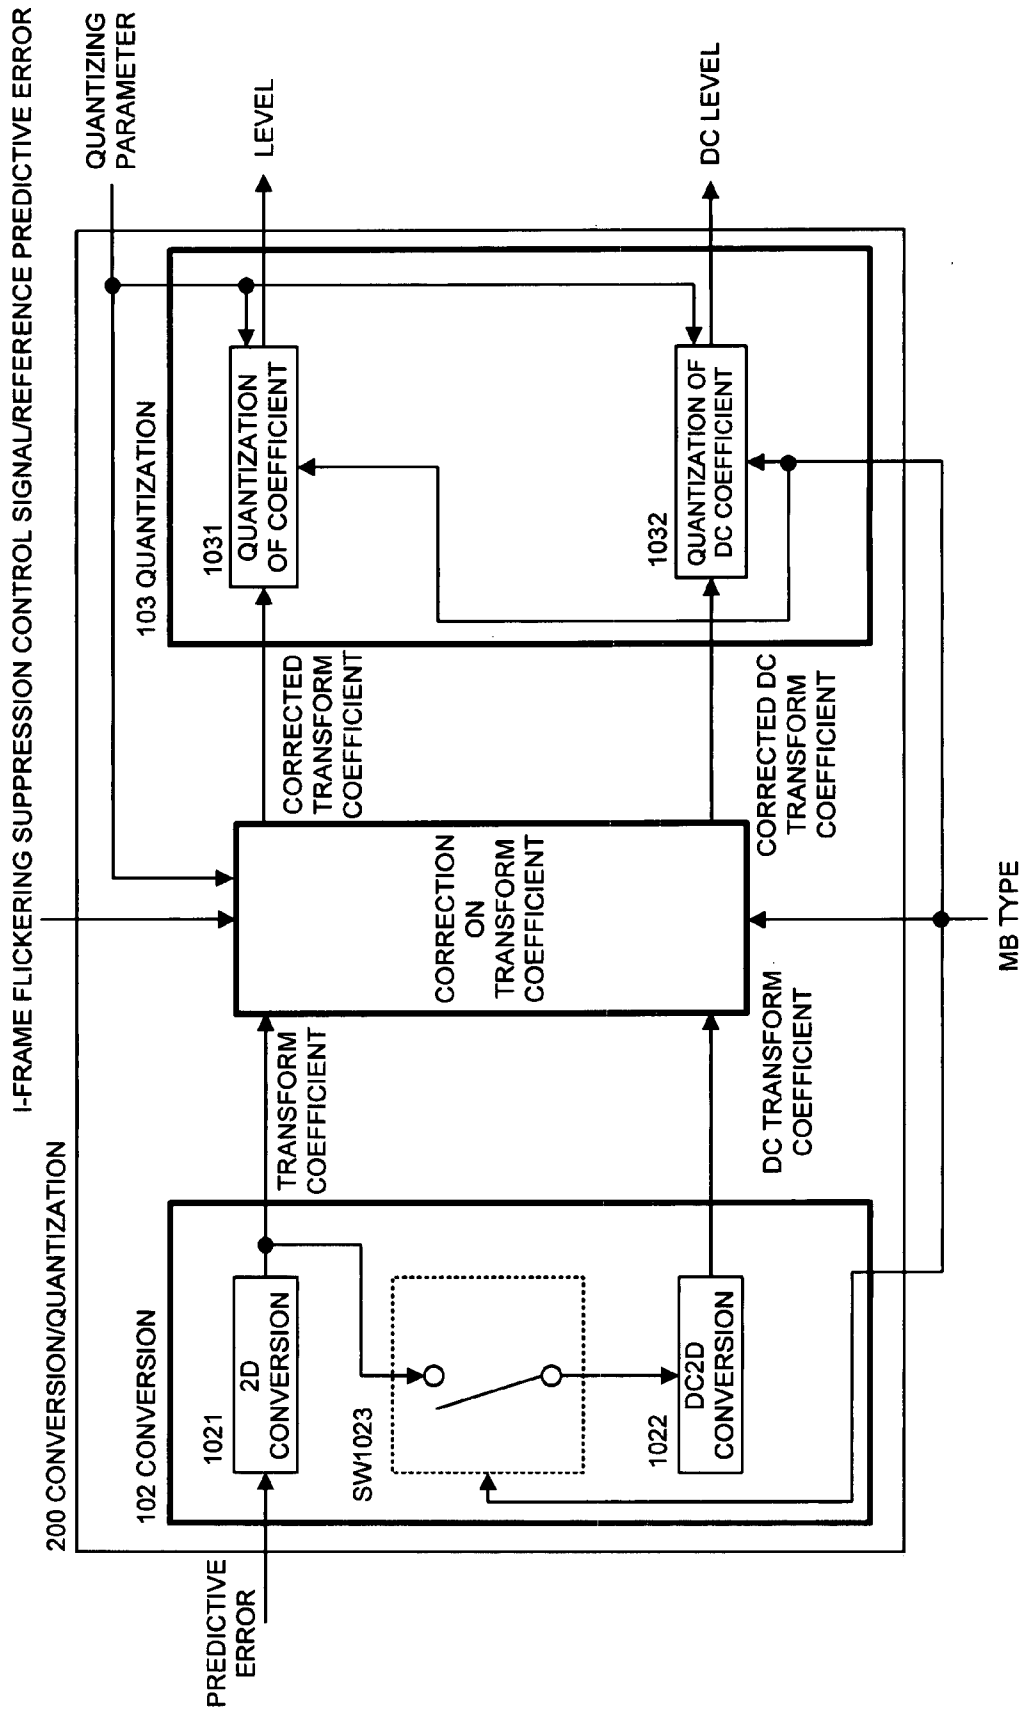 I-FRAME FLICKERING SUPPRESSION CONTROL SIGNAL/REFERENCE PREDICTIVE ERROR
QUANTIZING
PARAMETER
200 CONVERSION/QUANTIZATION
102 CONVERSION
103 QUANTIZATION
PREDICTIVE
ERROR
1021
2D
CONVERSION
TRANSFORM
COEFFICIENT
CORRECTION
ON
TRANSFORM
COEFFICIENT
CORRECTED
TRANSFORM
COEFFICIENT
1031
QUANTIZATION
OF COEFFICIENT
LEVEL
SW1023
1022
DC2D
CONVERSION
DC TRANSFORM
COEFFICIENT
CORRECTED DC
TRANSFORM
COEFFICIENT
1032
QUANTIZATION OF
DC COEFFICIENT
DC LEVEL
MB TYPE